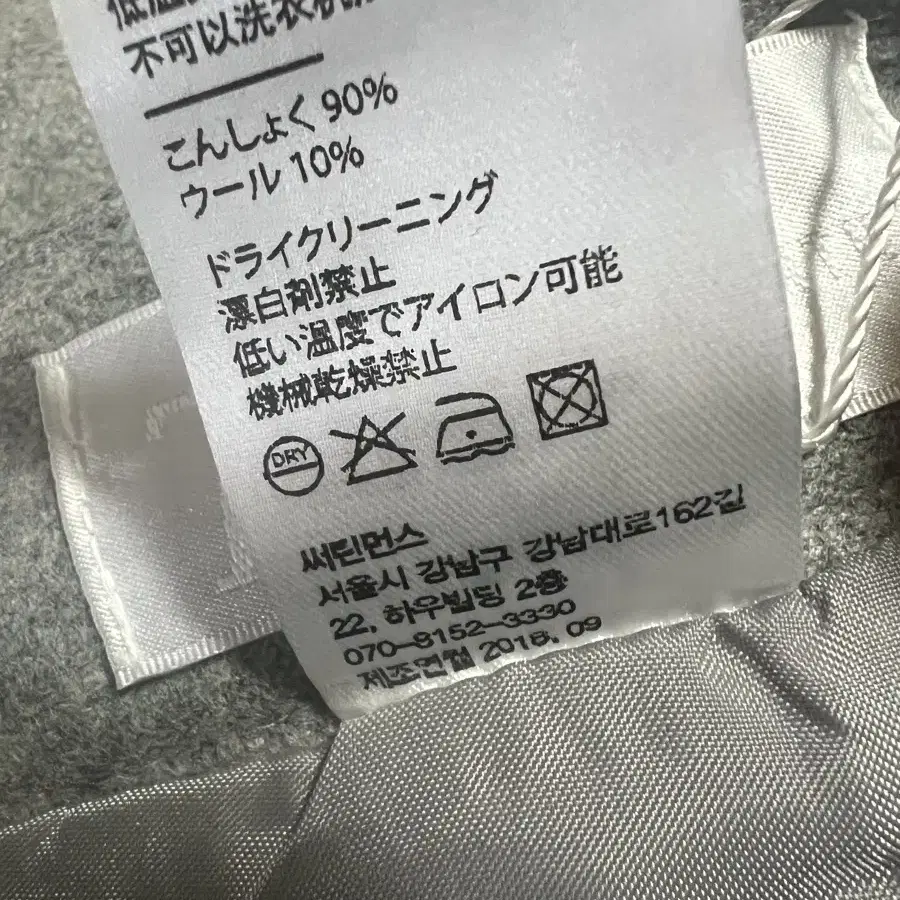 不可以洗衣机
こんしょく 90%
ウール 10%
ドライクリーニング
漂白剤禁止
低い温度でアイロン可能
機械乾燥禁止
DRY
써틴먼스
서울시 강남구 강남대로162길
22, 하우빌딩 2층
070-8152-3330
제조연월 2018. 09